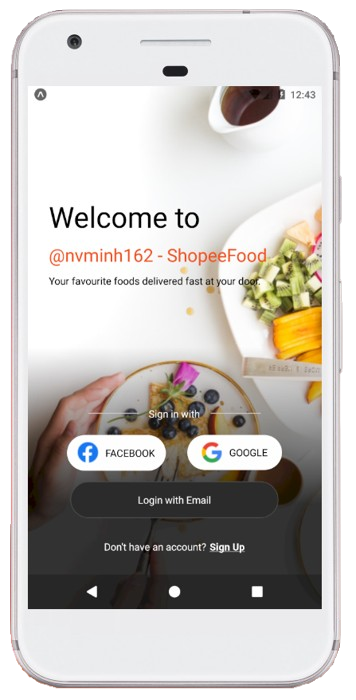 12:43
Welcome to
@nvminh162 - ShopeeFood
Your favourite foods delivered fast at your door.
Sign in with
FACEBOOK
GOOGLE
Login with Email
Don't have an account? Sign Up